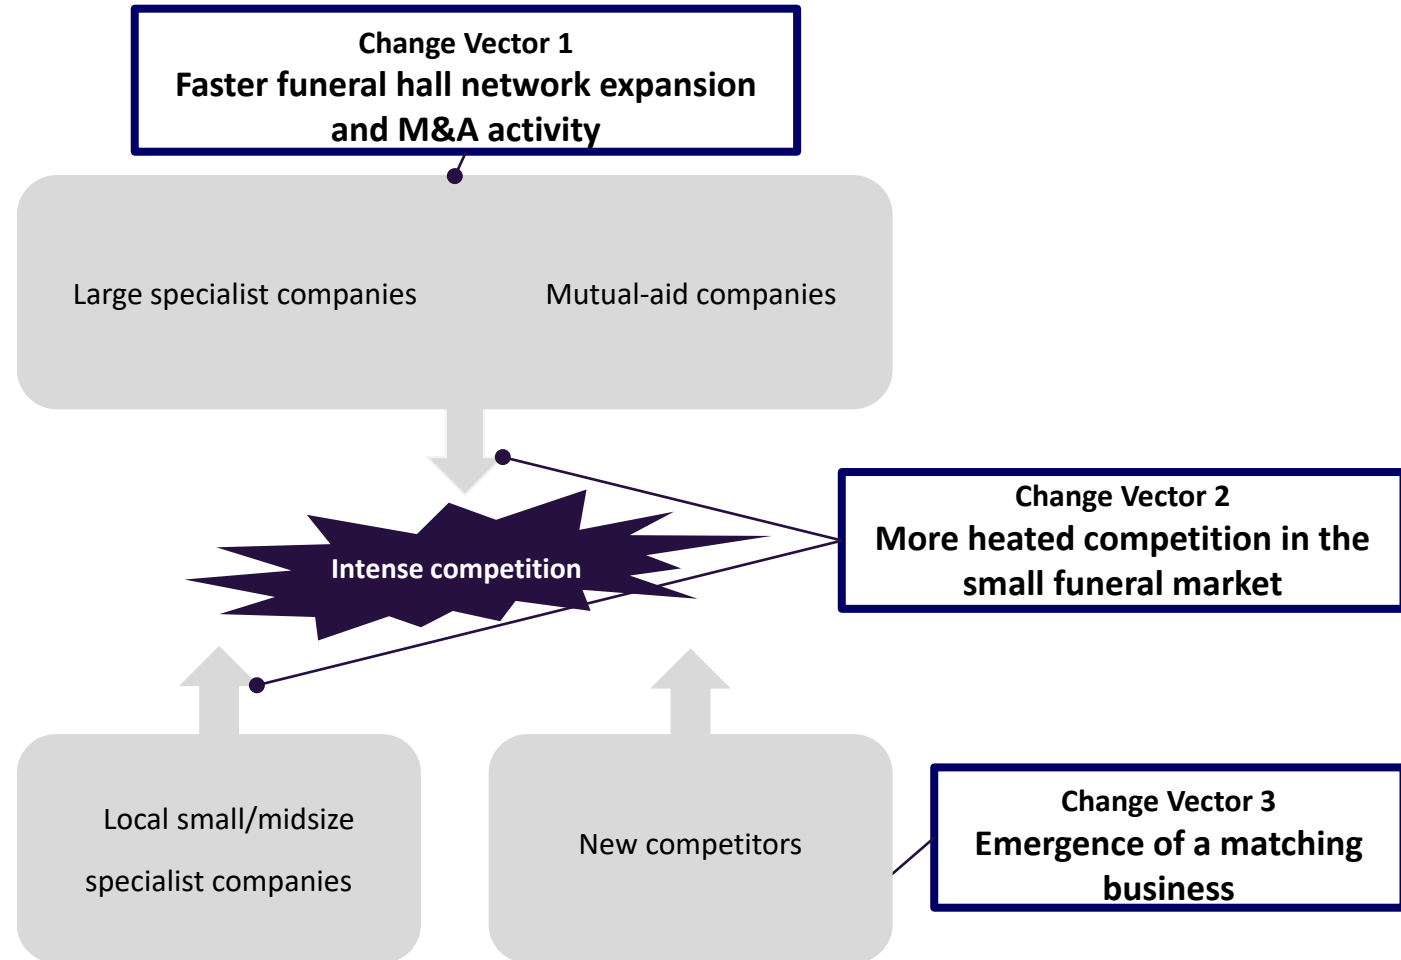 Change Vector 1
Faster funeral hall network expansion
and M&A activity
Large specialist companies
Mutual-aid companies
Intense competition
Change Vector 2
More heated competition in the
small funeral market
Local small/midsize
specialist companies
New competitors
Change Vector 3
Emergence of a matching
business